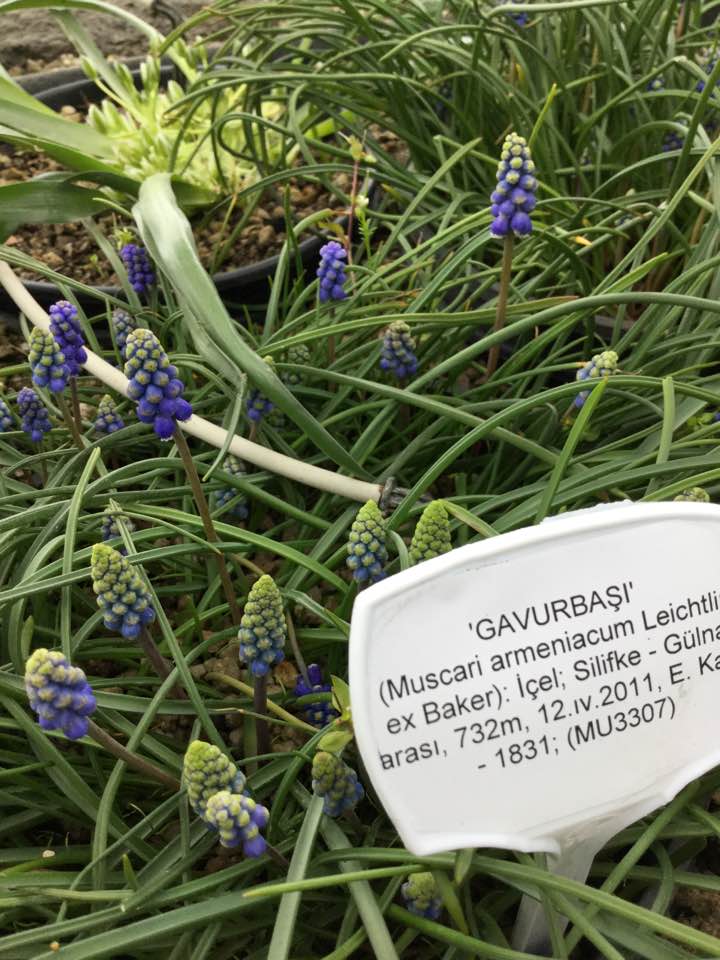 'GAVURBAŞI'
(Muscari armeniacum Leichtli
ex Baker): İçel; Silifke - Gülna
arası, 732m, 12.ıv.2011, E. Ka
- 1831; (MU3307)